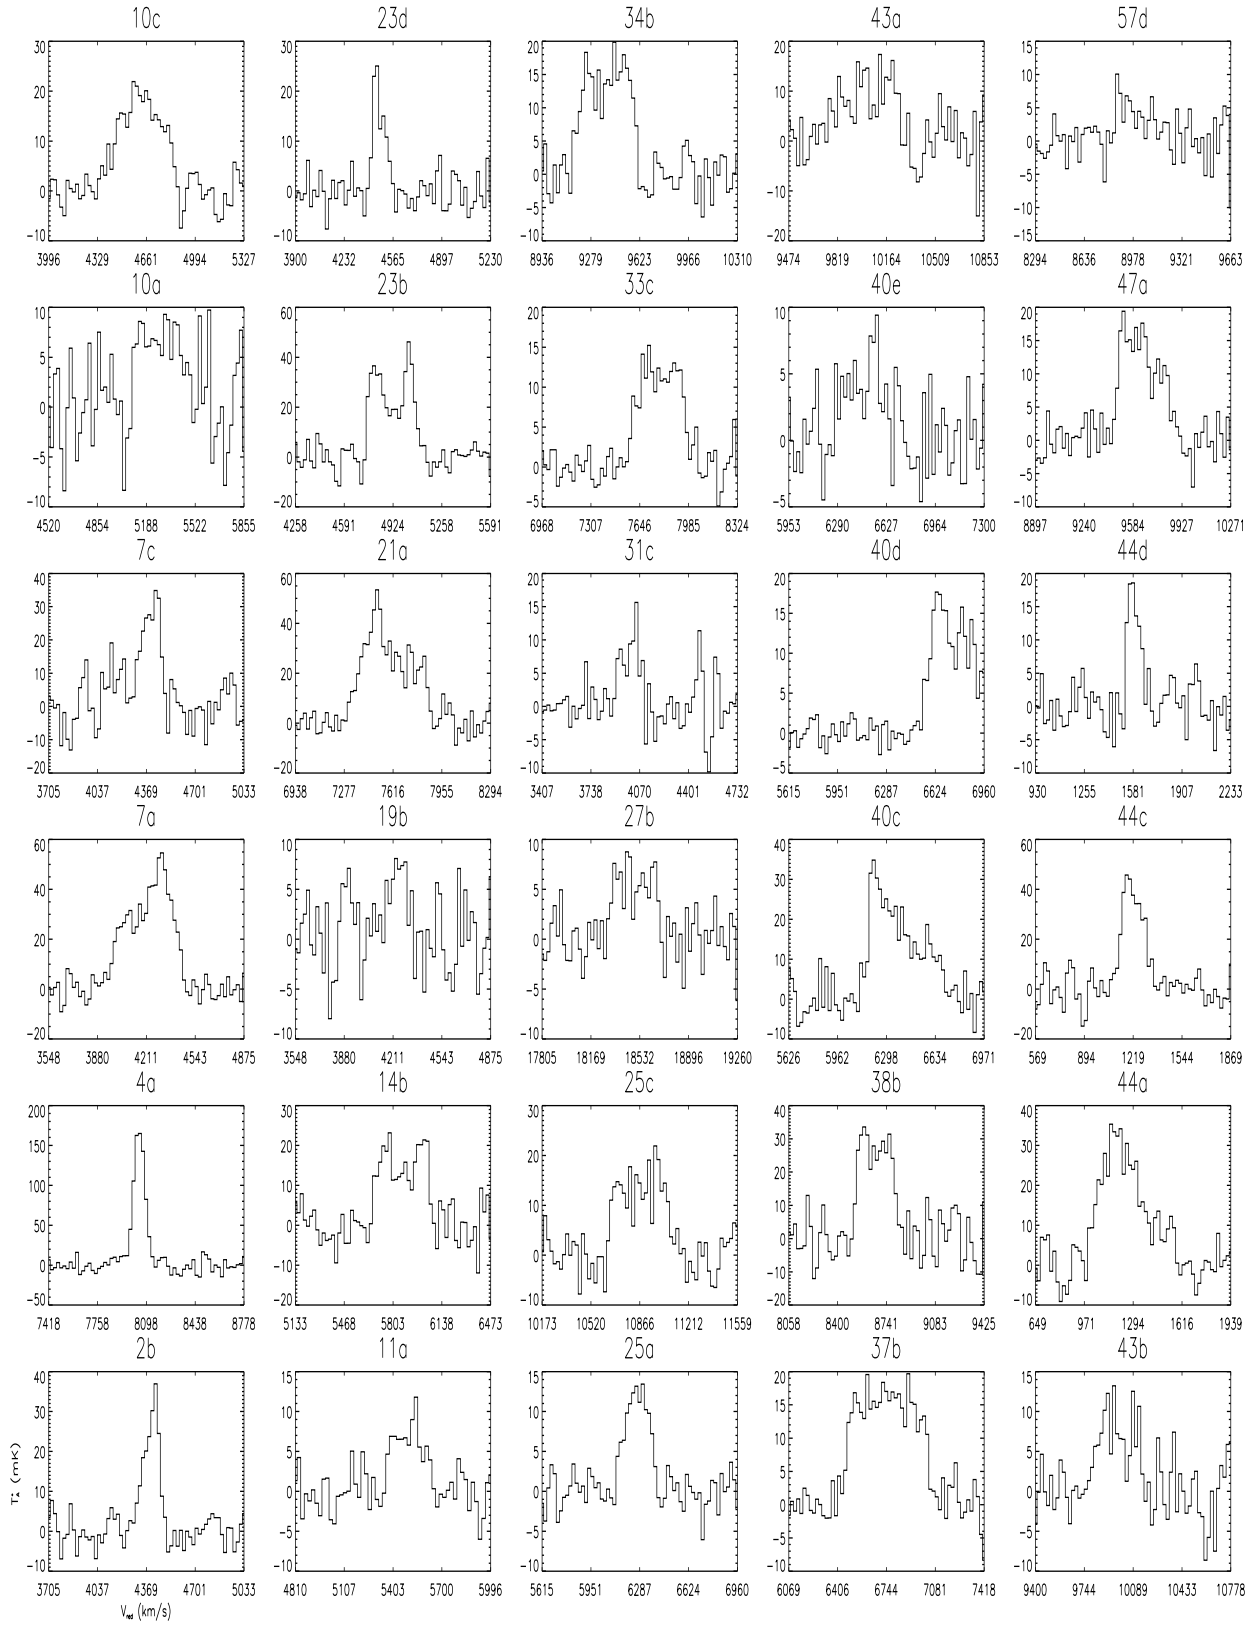 10c 23d 34b 43a 57d
30 30 20 20 15
20 20 15 10 10
10 10 10 0 5
0 0 5 −10 0
−10 −10 0 −20 −5
−5 −10
−10 −15
3996 4329 4661 4994 5327 3900 4232 4565 4897 5230 8936 9279 9623 9966 10310 9474 9819 10164 10509 10853 8294 8636 8978 9321 9663
10a 23b 33c 40e 47a
10 60 20 10 20
5 40 15 5 15
0 20 10 0 10
−5 0 5 −5 5
−10 −20 0 0
−5 −5
−10
4520 4854 5188 5522 5855 4258 4591 4924 5258 5591 6968 7307 7646 7985 8324 5953 6290 6627 6964 7300 8897 9240 9584 9927 10271
7c 21a 31c 40d 44d
40 60 20 20 20
30 40 15 15 15
20 20 10 10 10
10 0 5 5 5
0 −20 0 0 0
−10 −5 −5 −5
−20 −10 −10
3705 4037 4369 4701 5033 6938 7277 7616 7955 8294 3407 3738 4070 4401 4732 5615 5951 6287 6624 6960 930 1255 1581 1907 2233
7a 19b 27b 40c 44c
60 10 10 40 60
40 5 5 30 40
20 0 0 20 20
0 −5 −5 10 0
−20 −10 −10 0 −20
−10
3548 3880 4211 4543 4875 3548 3880 4211 4543 4875 17805 18169 18532 18896 19260 5626 5962 6298 6634 6971 569 894 1219 1544 1869
4a 14b 25c 38b 44a
200 30 30 40 40
150 20 20 30 30
100 10 10 20 20
50 0 0 10 10
0 −10 −10 0 0
−50 −20 −10 −10
−20
7418 7758 8098 8438 8778 5133 5468 5803 6138 6473 10173 10520 10866 11212 11559 8058 8400 8741 9083 9425 649 971 1294 1616 1939
2b 11a 25a 37b 43b
40 15 15 20 15
30 10 10 15 10
20 5 5 10 5
10 0 0 5 0
0 −5 −5 0 −5
−10 −10 −10 −5 −10
−10
T*A (mK)
3705 4037 4369 4701 5033 4810 5107 5403 5700 5996 5615 5951 6287 6624 6960 6069 6406 6744 7081 7418 9400 9744 10089 10433 10778
Vred (km/s)